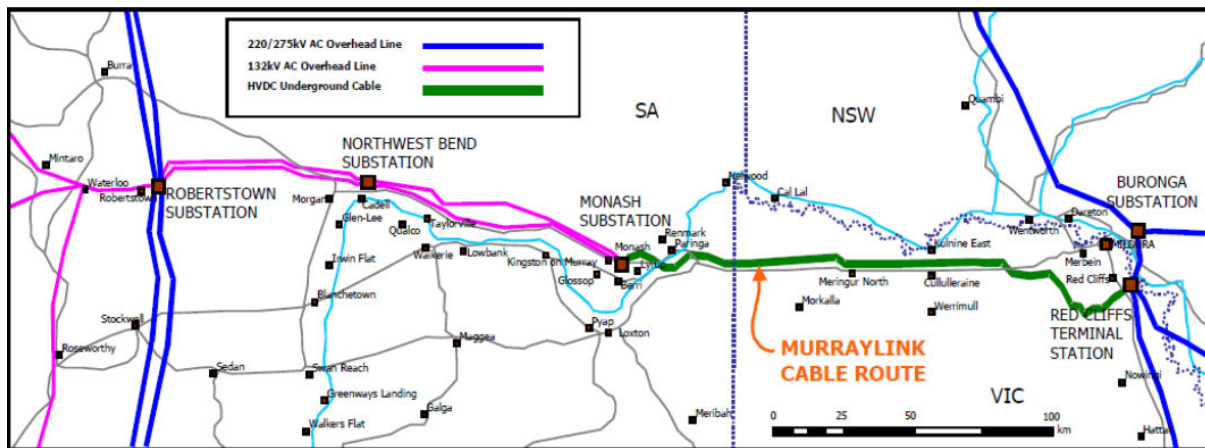 220/275kV AC Overhead Line
132kV AC Overhead Line
HVDC Underground Cable
SA
NSW
Burra
Quambi
NORTHWEST BEND
SUBSTATION
Mintaro
Waterloo
Robertstown
ROBERTSTOWN
SUBSTATION
Morgan
Cadell
Glen-Lee
Qualco
Taylorville
MONASH
SUBSTATION
Nelwood
Cal Lal
BURONGA
SUBSTATION
Daceton
Wentworth
MILDURA
Merbein
Kulnine East
Renmark
Paringa
Monash
Lyrup
Waikerie
Lowbank
Kingston on Murray
Glossop
Berri
Irwin Flat
Blanchetown
Meringur North
Cullulleraine
Red Cliffs
Morkalla
Werrimull
RED CLIFFS
TERMINAL
STATION
Stockwell
Pyap
Loxton
Maggea
Roseworthy
Sedan
Swan Reach
MURRAYLINK
CABLE ROUTE
VIC
Nowingi
Greenways Landing
Galga
Walkers Flat
Meribah
Hattah
0
25
50
100
km